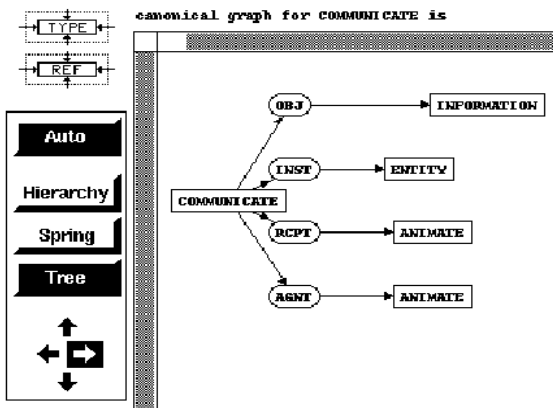 canonical graph for COMMUNICATE is
TYPE
REF
Auto
Hierarchy
Spring
Tree
OBJ
INFORMATION
INST
ENTITY
COMMUNICATE
RCPT
ANIMATE
AGNT
ANIMATE